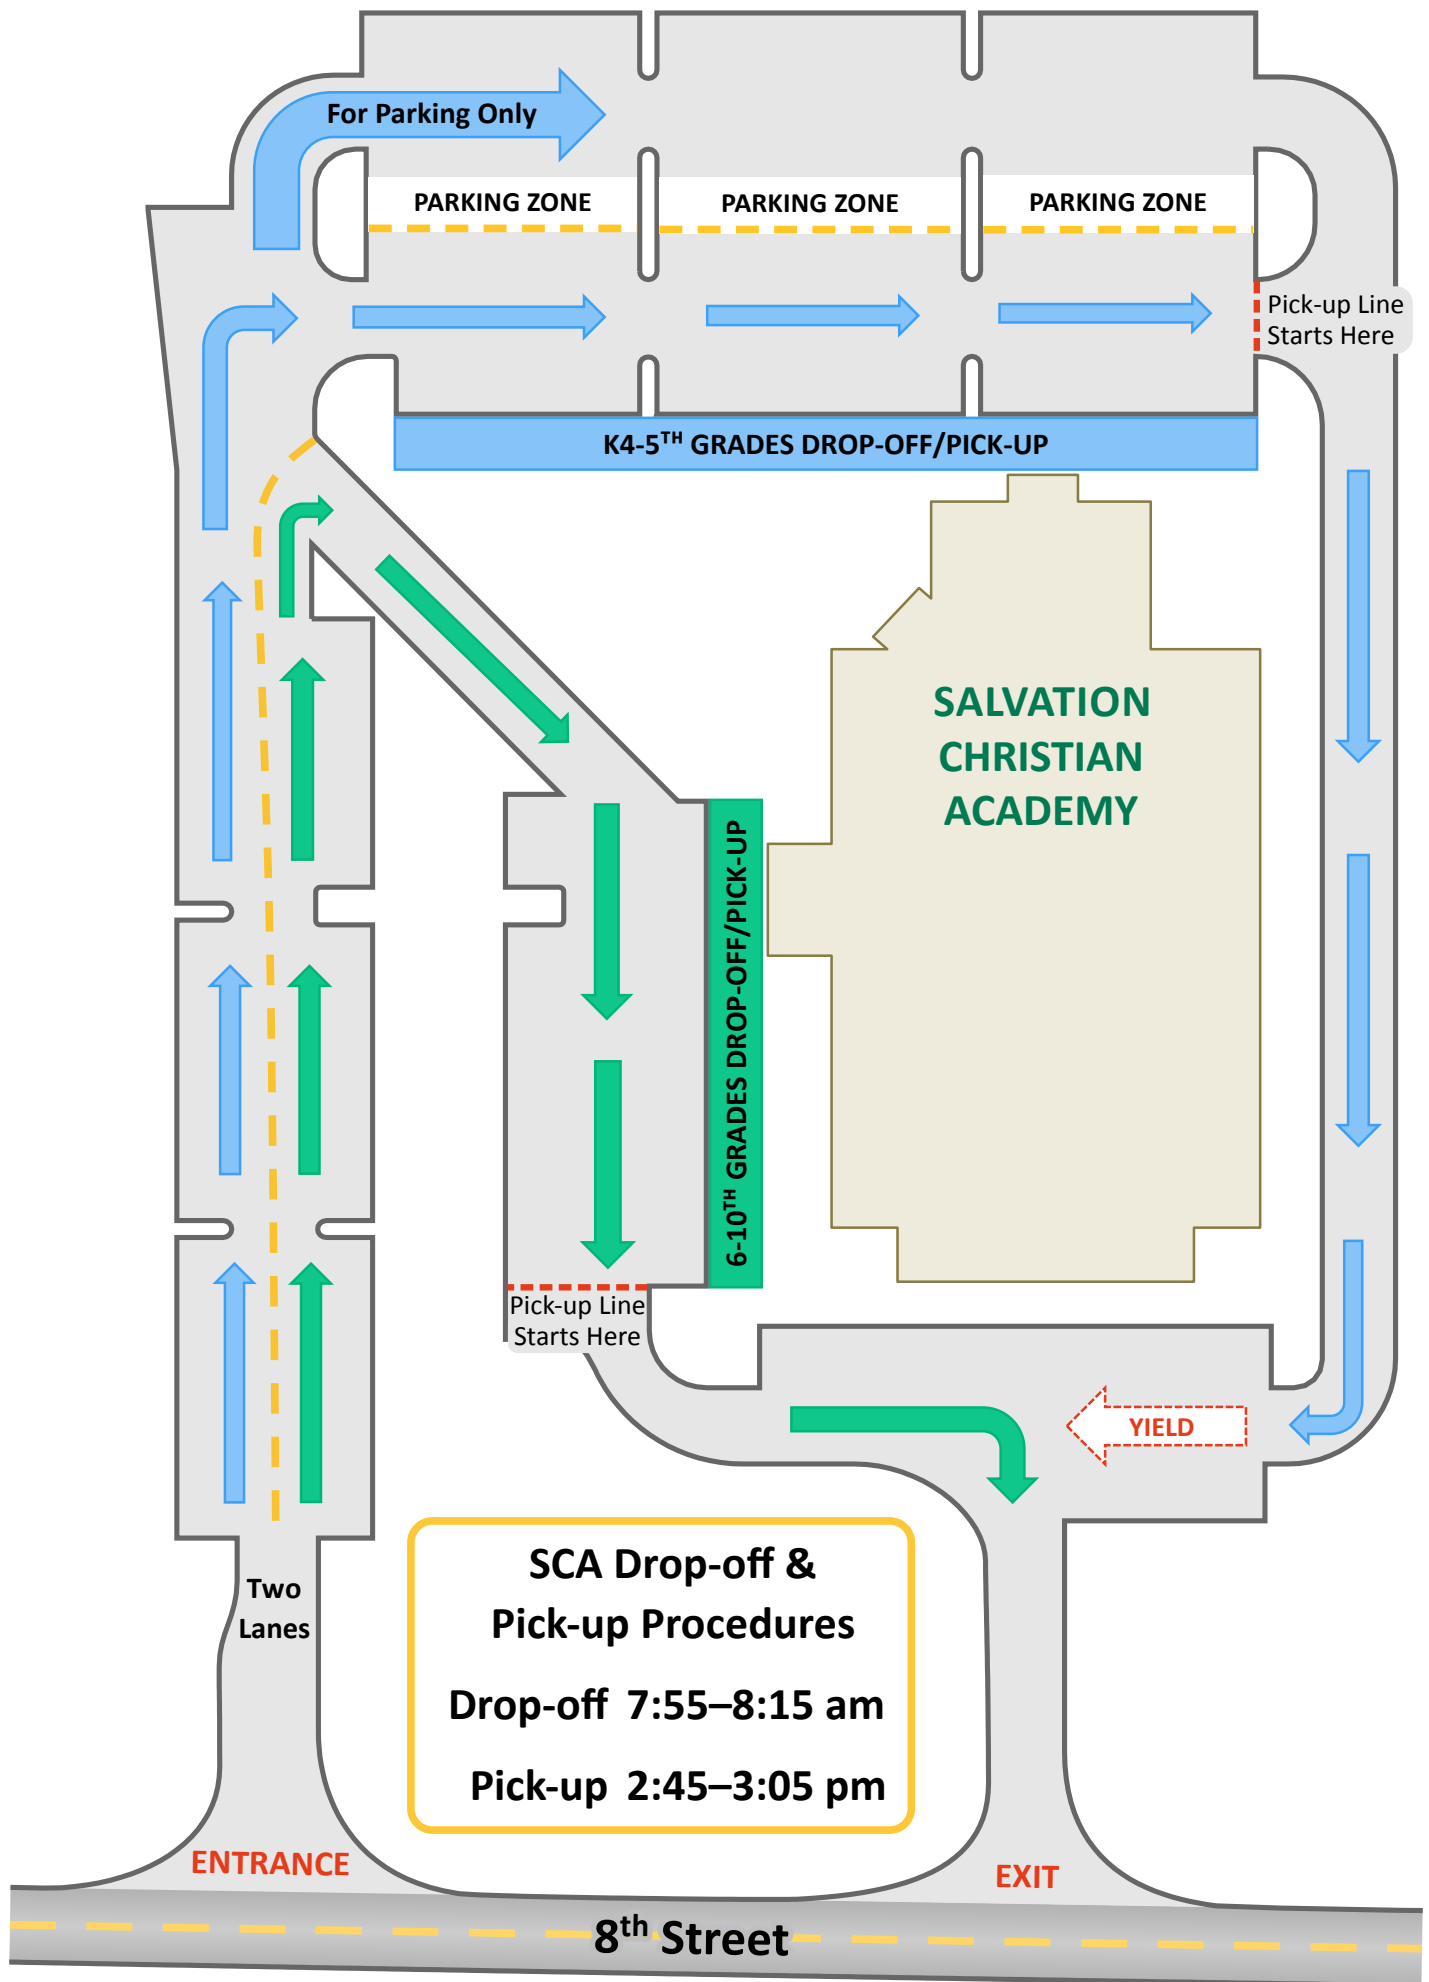 For Parking Only
PARKING ZONE
PARKING ZONE
PARKING ZONE
Pick-up Line
Starts Here
K4-5TH GRADES DROP-OFF/PICK-UP
SALVATION
CHRISTIAN
ACADEMY
6-10TH GRADES DROP-OFF/PICK-UP
Pick-up Line
Starts Here
YIELD
Two
Lanes
SCA Drop-off &
Pick-up Procedures
Drop-off 7:55–8:15 am
Pick-up 2:45–3:05 pm
ENTRANCE
EXIT
8th Street